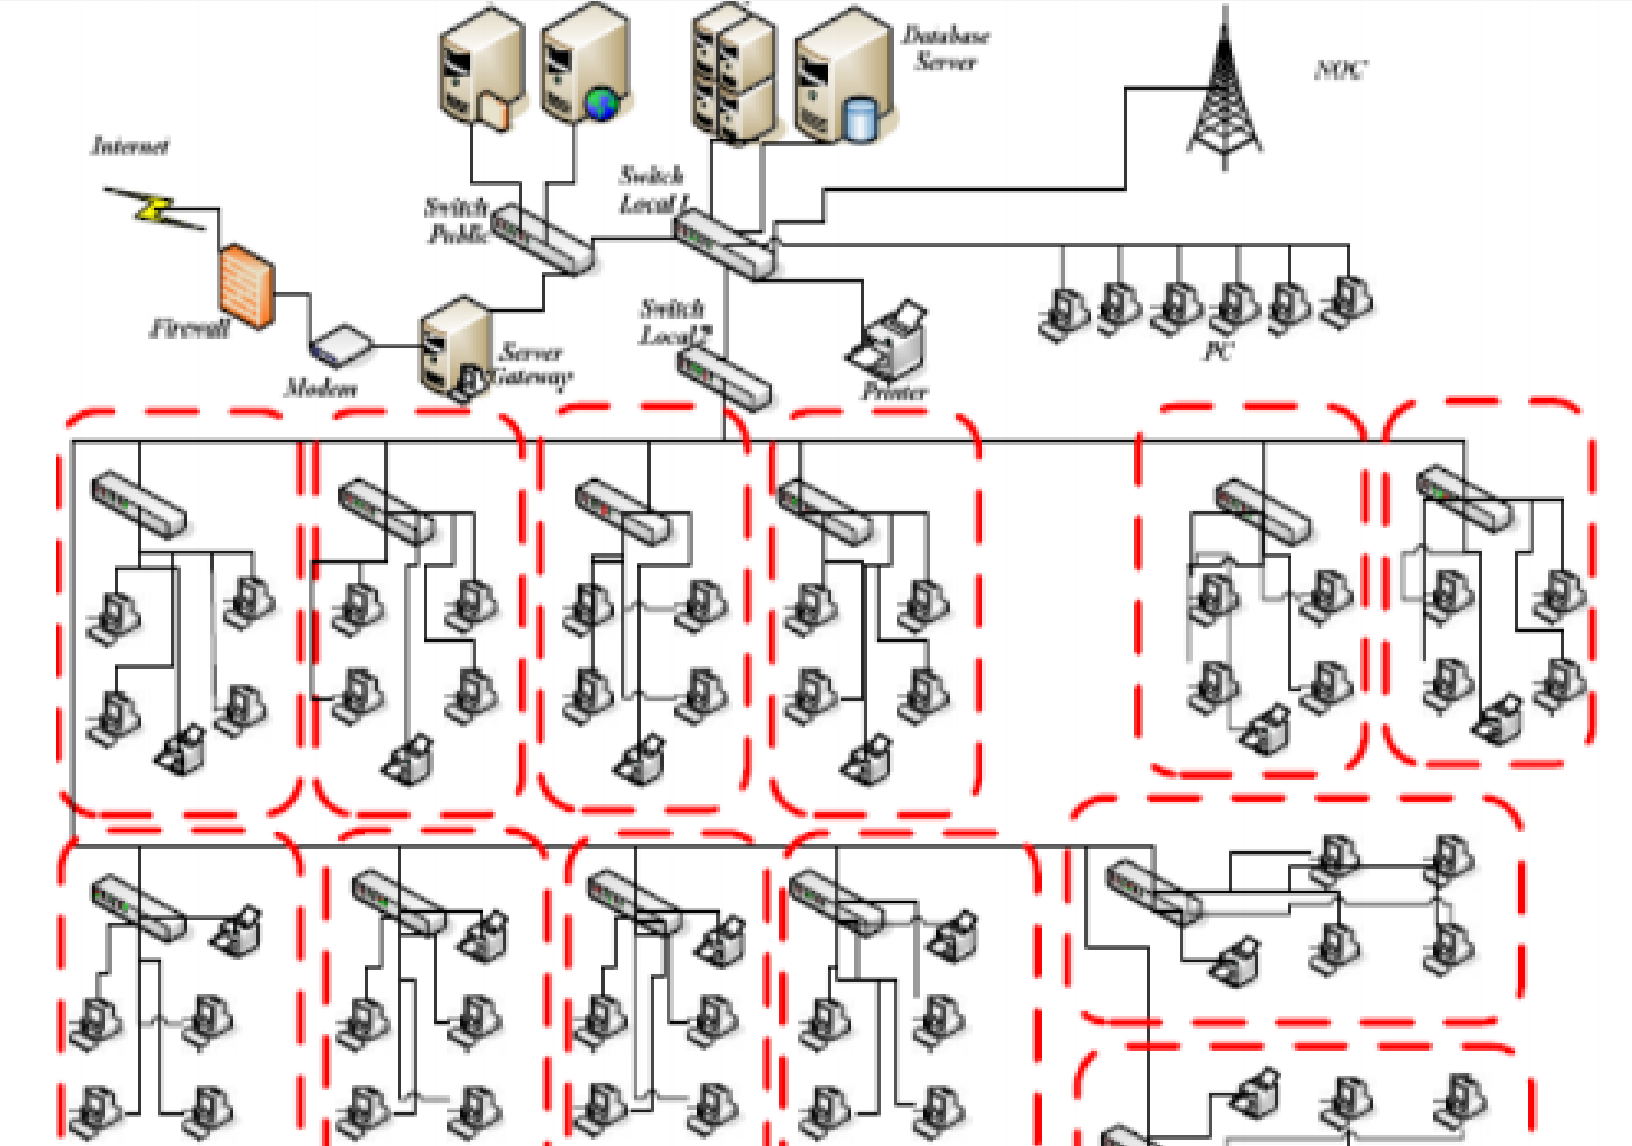 Database
Server
NOC
Internet
Switch
Local 1
Switch
Public
Switch
Local 2
Firewall
Server
Gateway
PC
Modem
Printer